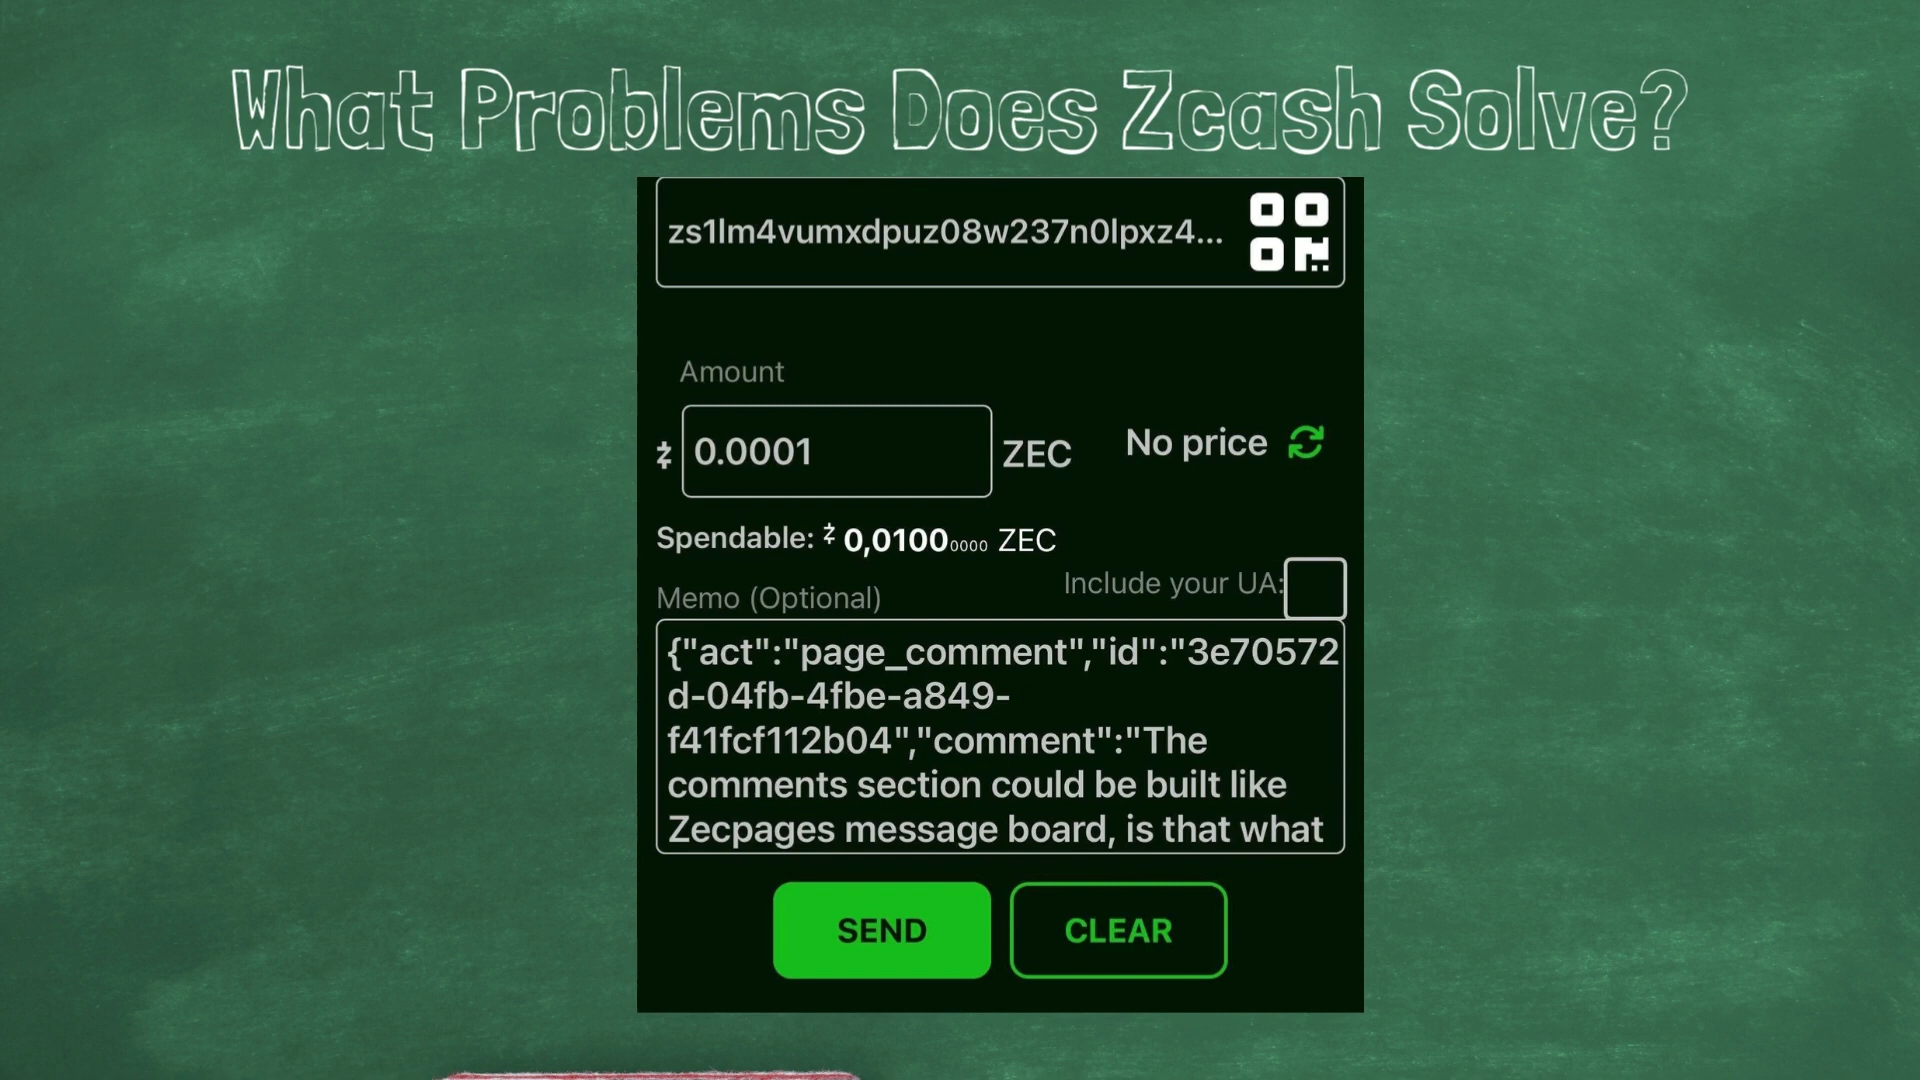 What Problems Does Zcash Solve?
zs1lm4vumxdpuz08w237n0lpxz4...
Amount
0.0001
ZEC
No price
Spendable: 0,01000000 ZEC
Include your UA:
Memo (Optional)
{"act":"page_comment","id":"3e70572
d-04fb-4fbe-a849-
f41fcf112b04","comment":"The
comments section could be built like
Zecpages message board, is that what
SEND
CLEAR